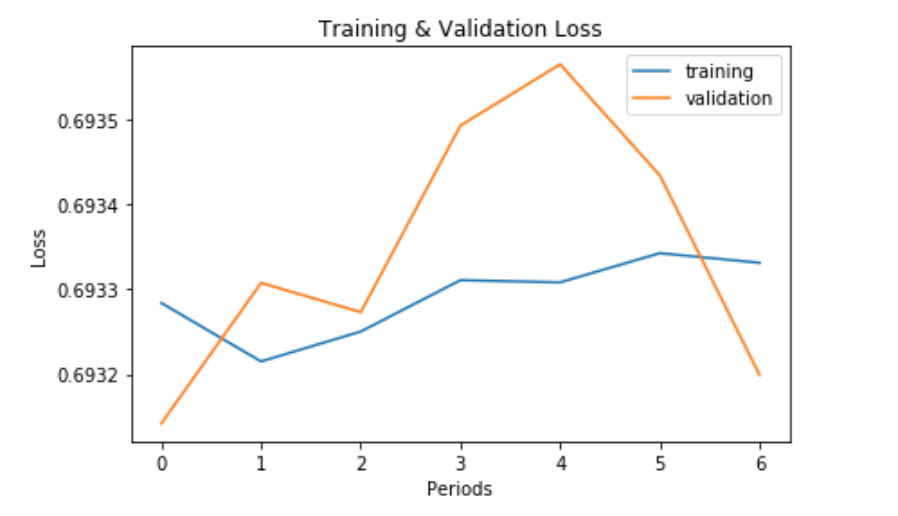 Training & Validation Loss
training
validation
0.6935
0.6934
0.6933
0.6932
Loss
0 1 2 3 4 5 6
Periods